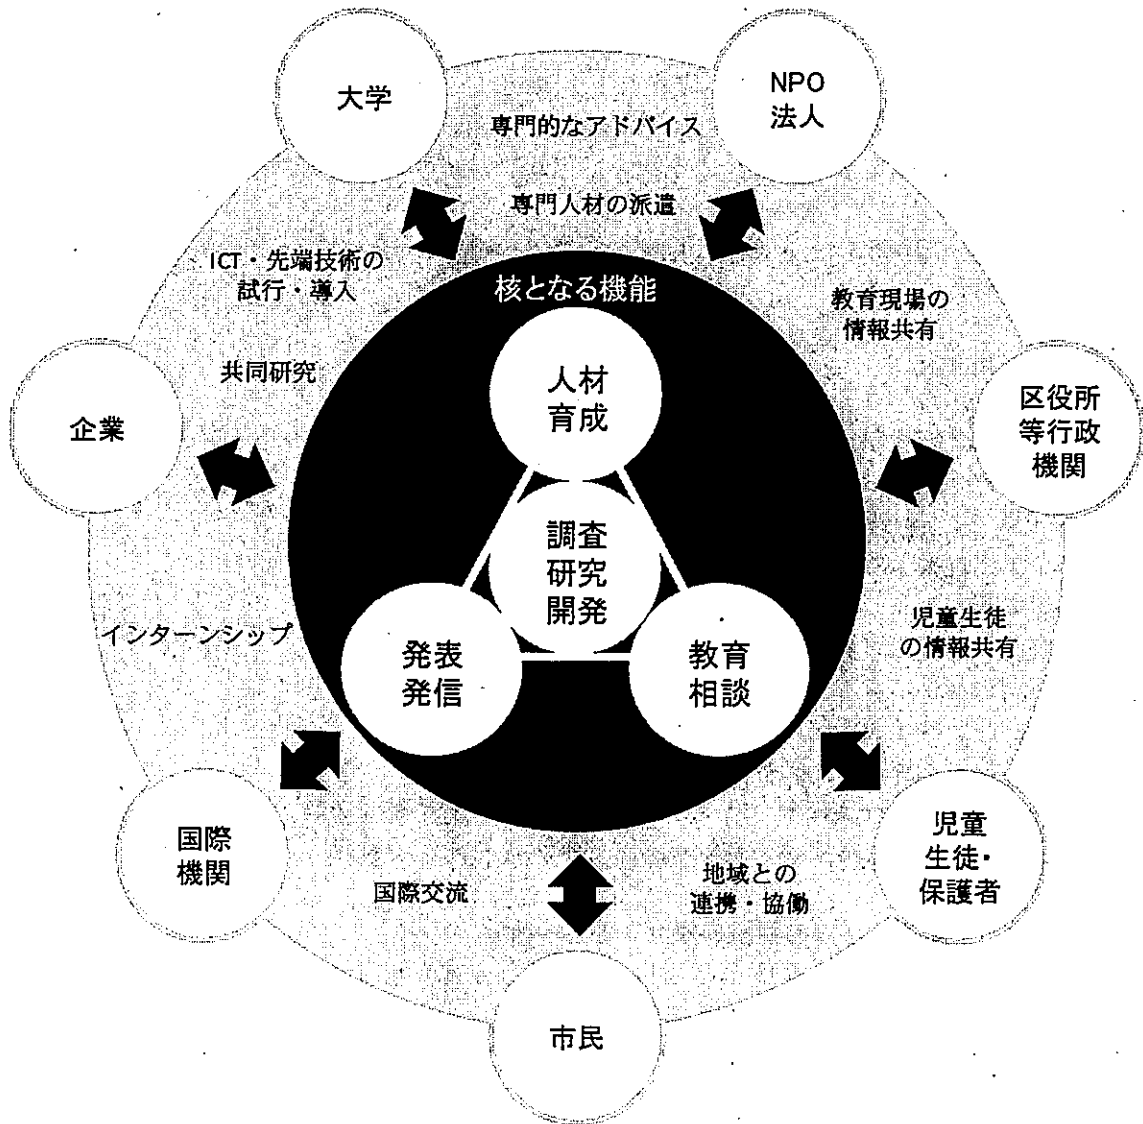 大学
NPO
法人
専門的なアドバイス
専門人材の派遣
ICT・先端技術の
試行・導入
核となる機能
教育現場の
情報共有
共同研究
人材
育成
企業
区役所
等行政
機関
調査
研究
開発
インターンシップ
児童生徒
の情報共有
発表
発信
教育
相談
国際
機関
国際交流
地域との
連携・協働
児童
生徒・
保護者
市民